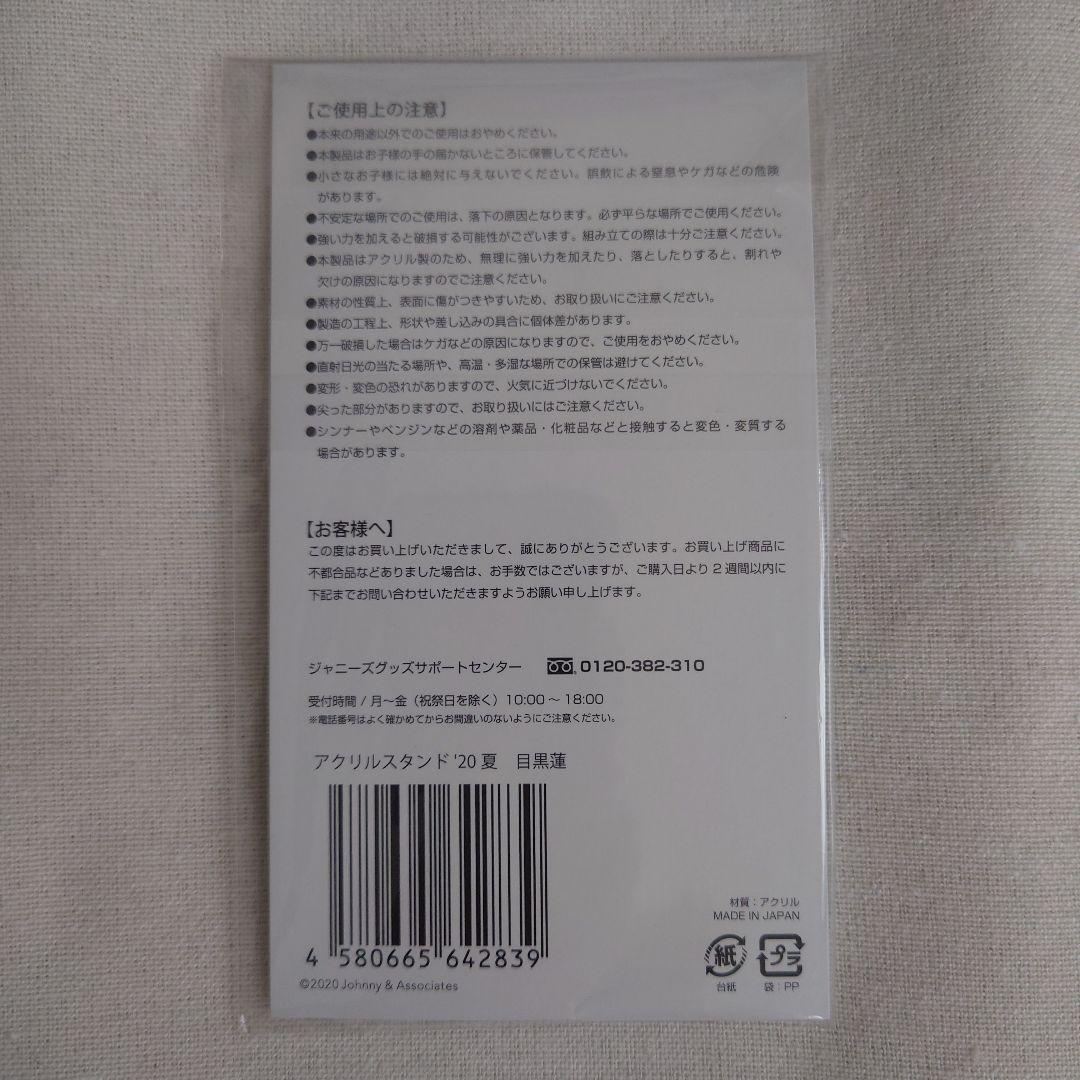 【ご使用上の注意】
●本来の用途以外でのご使用はおやめください。
●本製品はお子様の手の届かないところに保管してください。
●小さなお子様には絶対に与えないでください。誤飲による窒息やケガなどの危険
があります。
●不安定な場所でのご使用は、落下の原因となります。必ず平らな場所でご使用ください。
●強い力を加えると破損する可能性がございます。組み立ての際は十分ご注意ください。
●本製品はアクリル製のため、無理に強い力を加えたり、落としたりすると、割れや
欠けの原因になりますのでご注意ください。
●素材の性質上、表面に傷がつきやすいため、お取り扱いにご注意ください。
●製造の工程上、形状や差し込みの具合に個体差があります。
●万一破損した場合はケガなどの原因になりますので、ご使用をおやめください。
●直射日光の当たる場所や、高温・多湿な場所での保管は避けてください。
●変形・変色の恐れがありますので、火気に近づけないでください。
●尖った部分がありますので、お取り扱いにはご注意ください。
●シンナーやベンジンなどの溶剤や薬品・化粧品などと接触すると変色・変質する
場合があります。
【お客様へ】
この度はお買い上げいただきまして、誠にありがとうございます。お買い上げ商品に
不都合品などありました場合は、お手数ではございますが、ご購入日より2週間以内に
下記までお問い合わせいただきますようお願い申し上げます。
ジャニーズグッズサポートセンター 0120-382-310
受付時間 / 月〜金（祝祭日を除く）10:00 〜 18:00
※電話番号はよく確かめてからお間違いのないようにご注意ください。
アクリルスタンド '20 夏 目黒蓮
4 580665 642839
©2020 Johnny & Associates
材質：アクリル
MADE IN JAPAN
紙 プラ
台紙 袋：PP